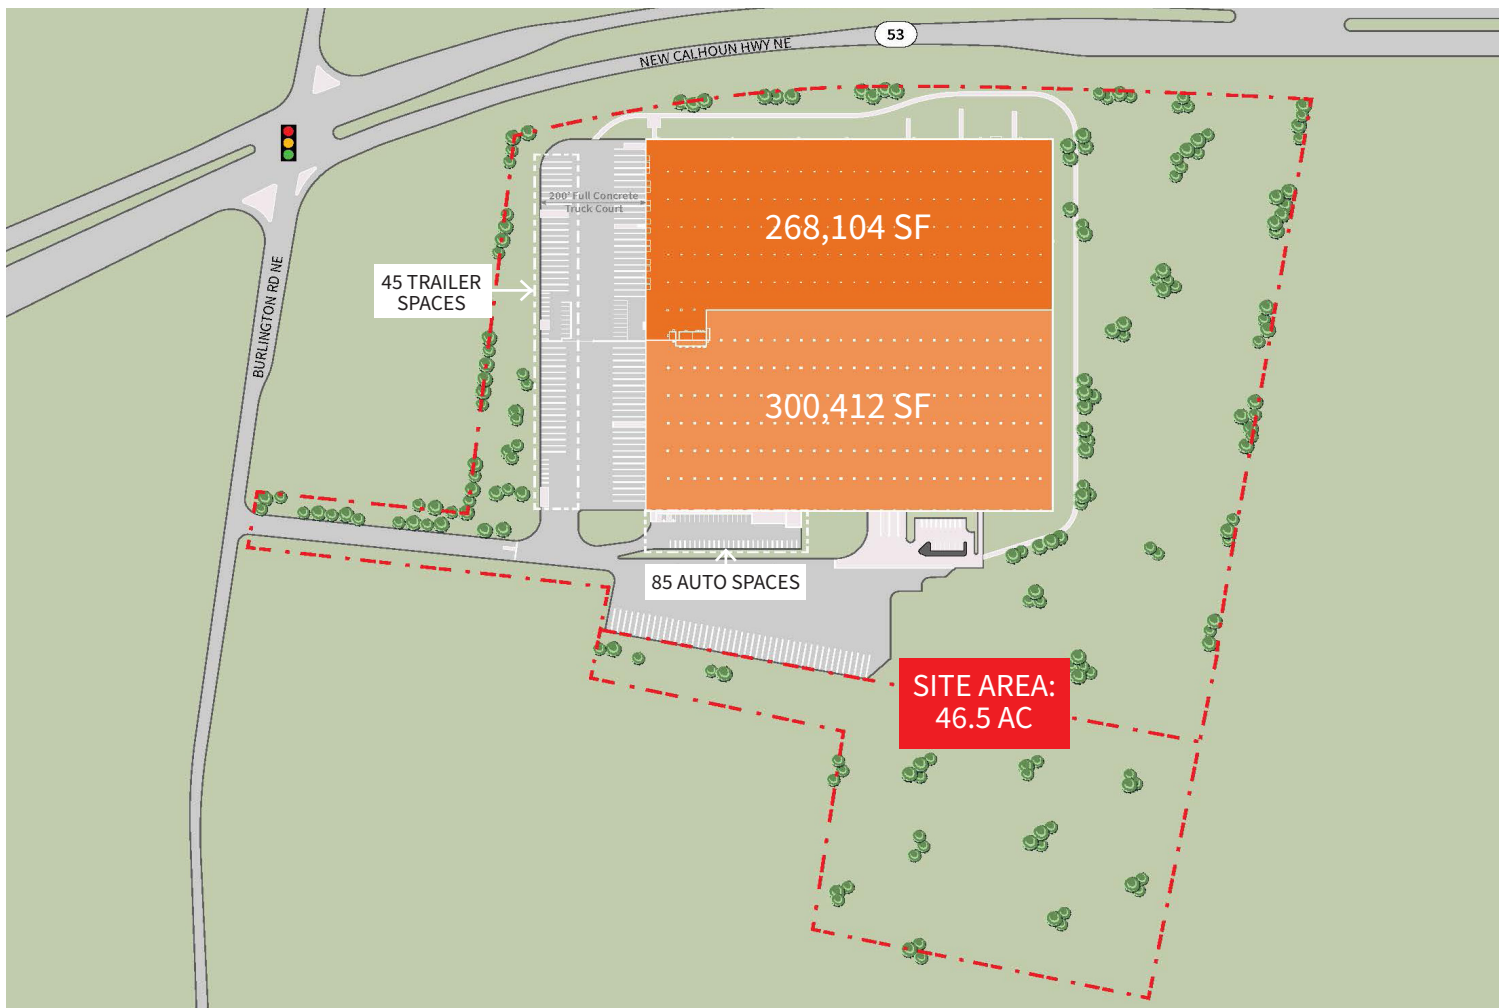 53
NEW CALHOUN HWY NE
200' Full Concrete
Truck Court
268,104 SF
45 TRAILER
SPACES
BURLINGTON RD NE
300,412 SF
85 AUTO SPACES
SITE AREA:
46.5 AC